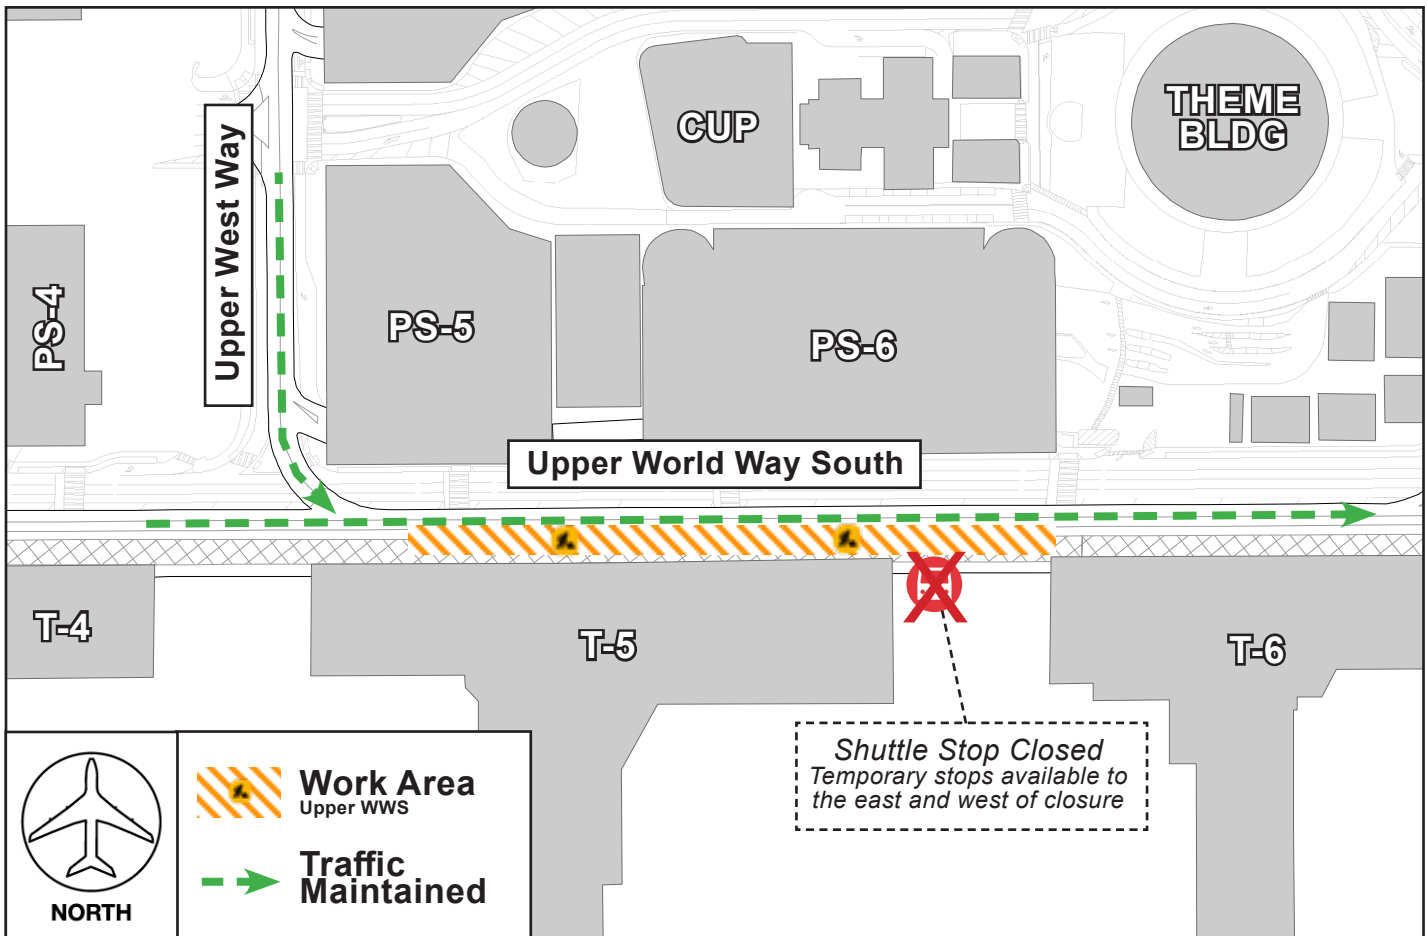 THEME
BLDG
CUP
Upper West Way
PS-4
PS-5
PS-6
Upper World Way South
T-4
T-5
T-6
Shuttle Stop Closed
Temporary stops available to
the east and west of closure
NORTH
Work Area
Upper WWS
Traffic
Maintained